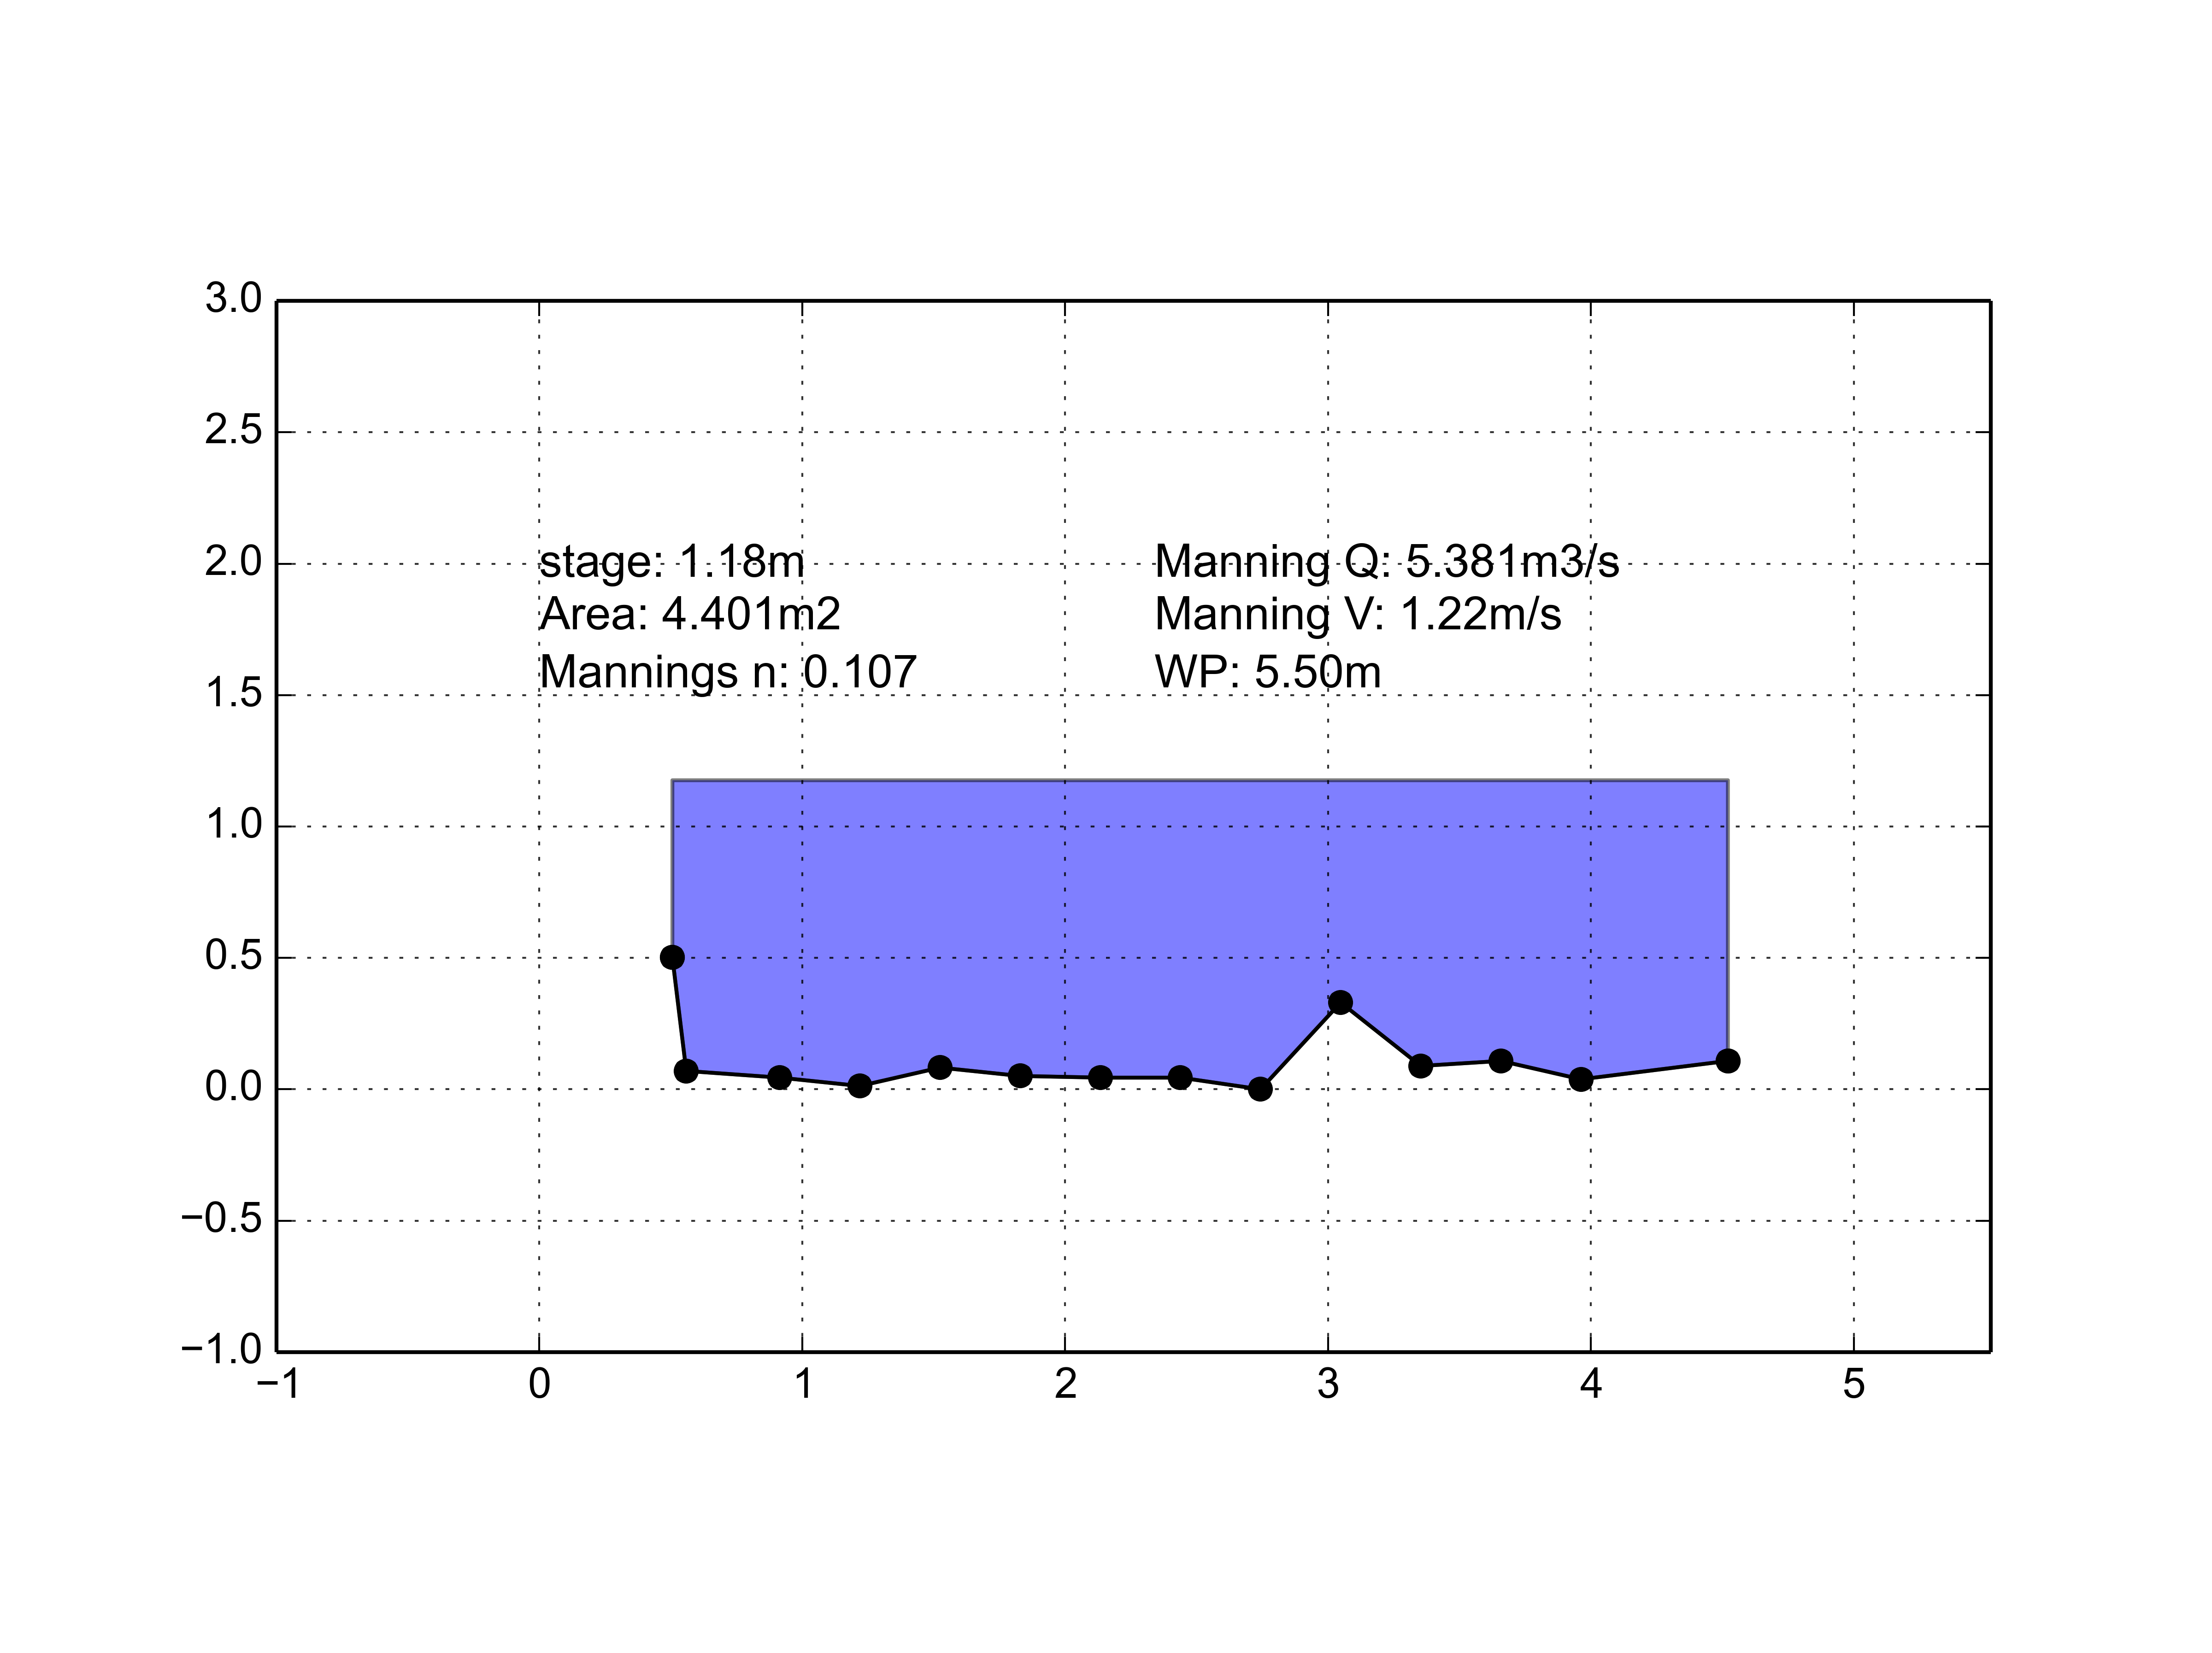 3.0
2.5
2.0
1.5
1.0
0.5
0.0
−0.5
−1.0
stage: 1.18m
Area: 4.401m2
Mannings n: 0.107
Manning Q: 5.381m3/s
Manning V: 1.22m/s
WP: 5.50m
−1 0 1 2 3 4 5